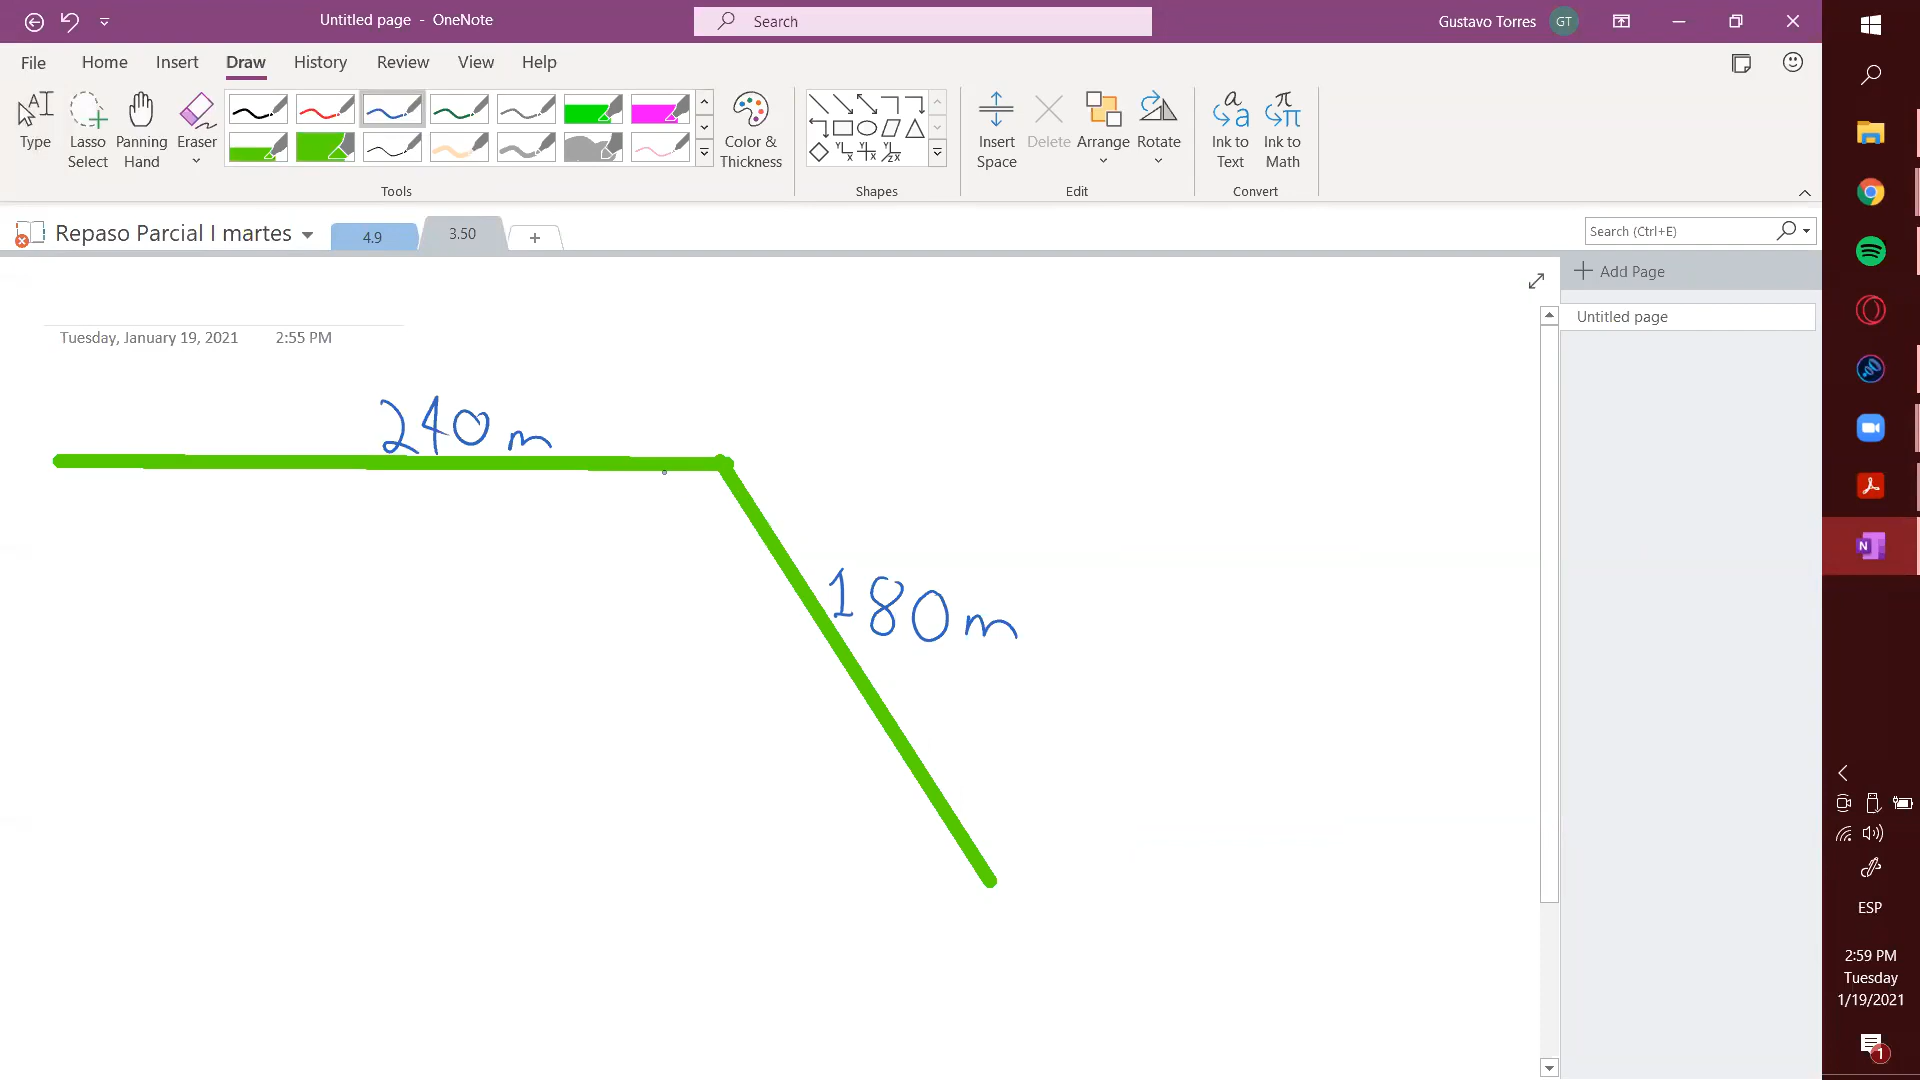 Untitled page - OneNote
Search
Gustavo Torres
GT
File
Home
Insert
Draw
History
Review
View
Help
Type
Lasso
Select
Panning
Hand
Eraser
Color &
Thickness
Insert
Space
Delete
Arrange
Rotate
Ink to
Text
Ink to
Math
Tools
Shapes
Edit
Convert
Repaso Parcial I martes
4.9
3.50
Search (Ctrl+E)
Add Page
Untitled page
Tuesday, January 19, 2021
2:55 PM
240 m
180 m
ESP
2:59 PM
Tuesday
1/19/2021
1